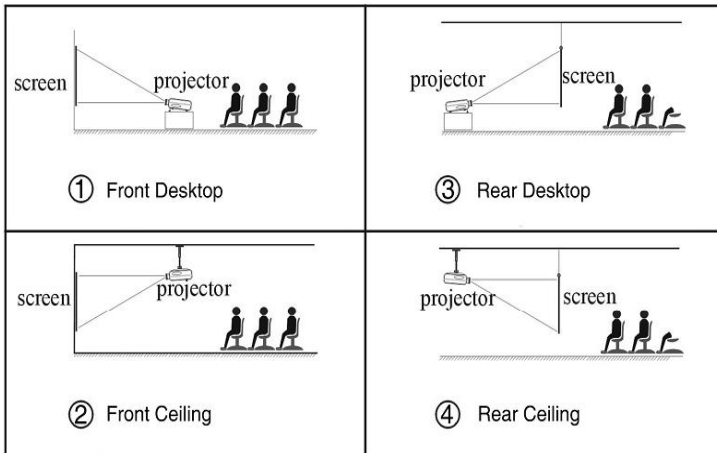 screen
projector
① Front Desktop
projector
screen
③ Rear Desktop
screen
projector
② Front Ceiling
projector
screen
④ Rear Ceiling